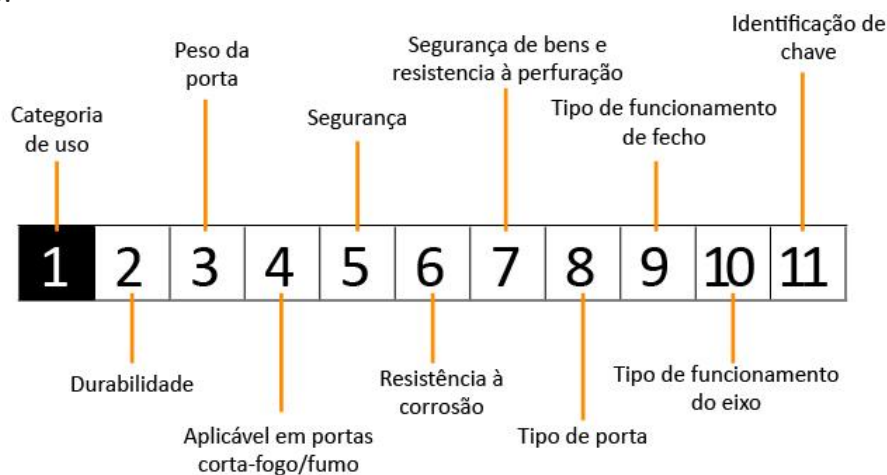 Identificação de
chave
Segurança de bens e
resistencia à perfuração
Peso da
porta
Tipo de funcionamento
de fecho
Categoria
de uso
Segurança
1 2 3 4 5 6 7 8 9 10 11
Durabilidade
Resistência à
corrosão
Tipo de funcionamento
do eixo
Aplicável em portas
corta-fogo/fumo
Tipo de porta